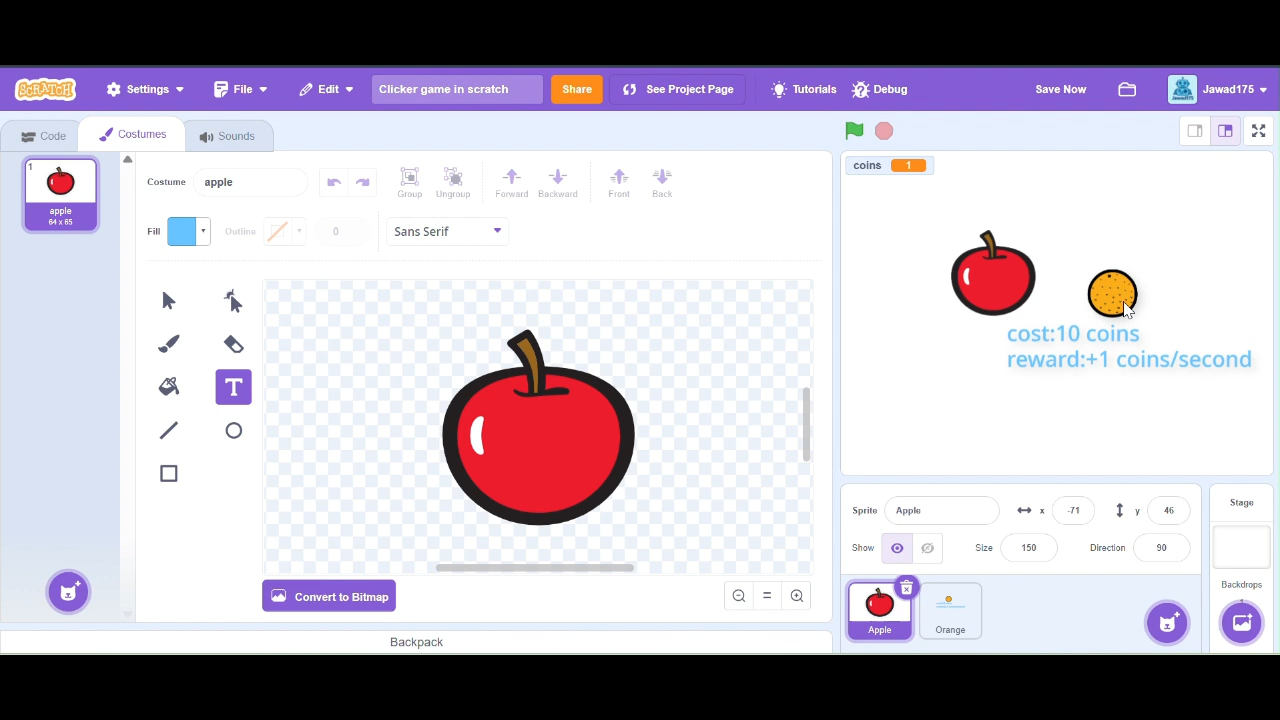 SCRATCH Settings File Edit Clicker game in scratch Share See Project Page Tutorials Debug Save Now Jawad175
Code Costumes Sounds
1
apple
64 x 65
Costume apple Group Ungroup Forward Backward Front Back
Fill Outline 0 Sans Serif
T
Convert to Bitmap
Backpack
coins 1
cost:10 coins
reward:+1 coins/second
Sprite Apple x -71 y 46
Show Size 150 Direction 90
Apple Orange
Stage
Backdrops